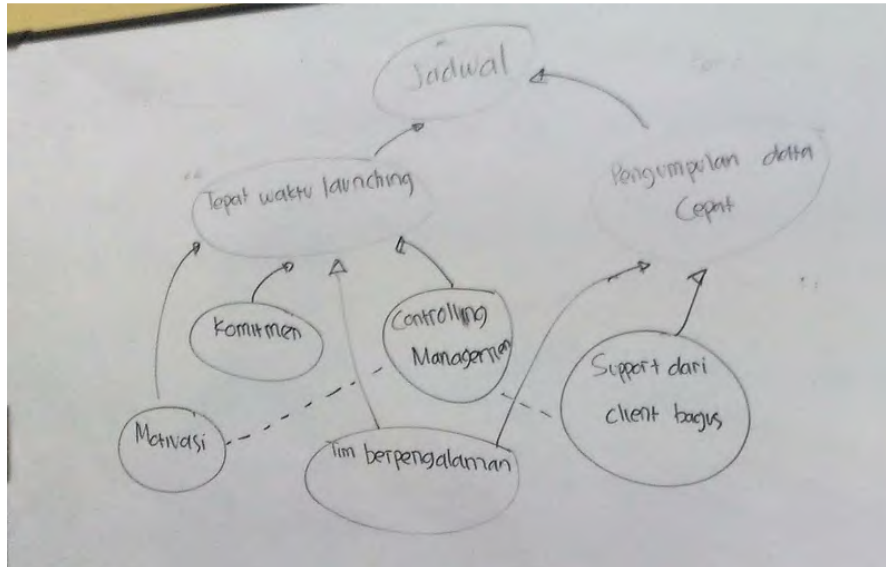 Jadwal
Tepat waktu launching
Pengumpulan data
Cepat
Komitmen
Controlling
Managemen
Support dari
client bagus
Motivasi
Tim berpengalaman